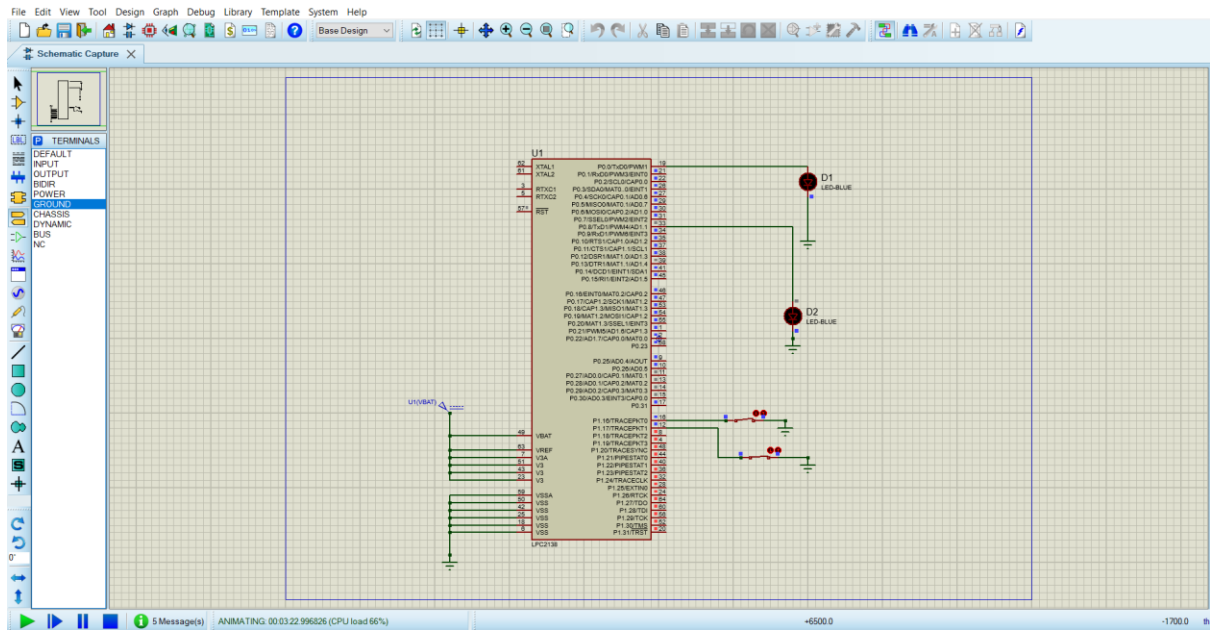 File Edit View Tool Design Graph Debug Library Template System Help
Base Design
Schematic Capture
TERMINALS
DEFAULT
INPUT
OUTPUT
BIDIR
POWER
GROUND
CHASSIS
DYNAMIC
BUS
NC
LBL
A
S
0°
U1
XTAL1
XTAL2
RTXC1
RTXC2
RST
P0.0/TxD0/PWM1
P0.1/RxD0/PWM3/EINT0
P0.2/SCL0/CAP0.0
P0.3/SDA0/MAT0..0/EINT1
P0.4/SCK0/CAP0.1/AD0.6
P0.5/MISO0/MAT0.1/AD0.7
P0.6/MOSI0/CAP0.2/AD1.0
P0.7/SSEL0/PWM2/EINT2
P0.8/TxD1/PWM4/AD1.1
P0.9/RxD1/PWM6/EINT3
P0.10/RTS1/CAP1.0/AD1.2
P0.11/CTS1/CAP1.1/SCL1
P0.12/DSR1/MAT1.0/AD1.3
P0.13/DTR1/MAT1.1/AD1.4
P0.14/DCD1/EINT1/SDA1
P0.15/RI1/EINT2/AD1.5
P0.16/EINT0/MAT0.2/CAP0.2
P0.17/CAP1.2/SCK1/MAT1.2
P0.18/CAP1.3/MISO1/MAT1.3
P0.19/MAT1.2/MOSI1/CAP1.2
P0.20/MAT1.3/SSEL1/EINT3
P0.21/PWM5/AD1.6/CAP1.3
P0.22/AD1.7/CAP0.0/MAT0.0
P0.23
P0.25/AD0.4/AOUT
P0.26/AD0.5
P0.27/AD0.0/CAP0.1/MAT0.1
P0.28/AD0.1/CAP0.2/MAT0.2
P0.29/AD0.2/CAP0.3/MAT0.3
P0.30/AD0.3/EINT3/CAP0.0
P0.31
P1.16/TRACEPKT0
P1.17/TRACEPKT1
P1.18/TRACEPKT2
P1.19/TRACEPKT3
P1.20/TRACESYNC
P1.21/PIPESTAT0
P1.22/PIPESTAT1
P1.23/PIPESTAT2
P1.24/TRACECLK
P1.25/EXTIN0
P1.26/RTCK
P1.27/TDO
P1.28/TDI
P1.29/TCK
P1.30/TMS
P1.31/TRST
U1(VBAT)
49 VBAT
63 VREF
7 V3A
51 V3
43 V3
23 V3
59 VSSA
50 VSS
42 VSS
25 VSS
18 VSS
6 VSS
LPC2138
D1
LED-BLUE
D2
LED-BLUE
5 Message(s)
ANIMATING: 00:03:22.996826 (CPU load 66%)
+6500.0
-1700.0
th